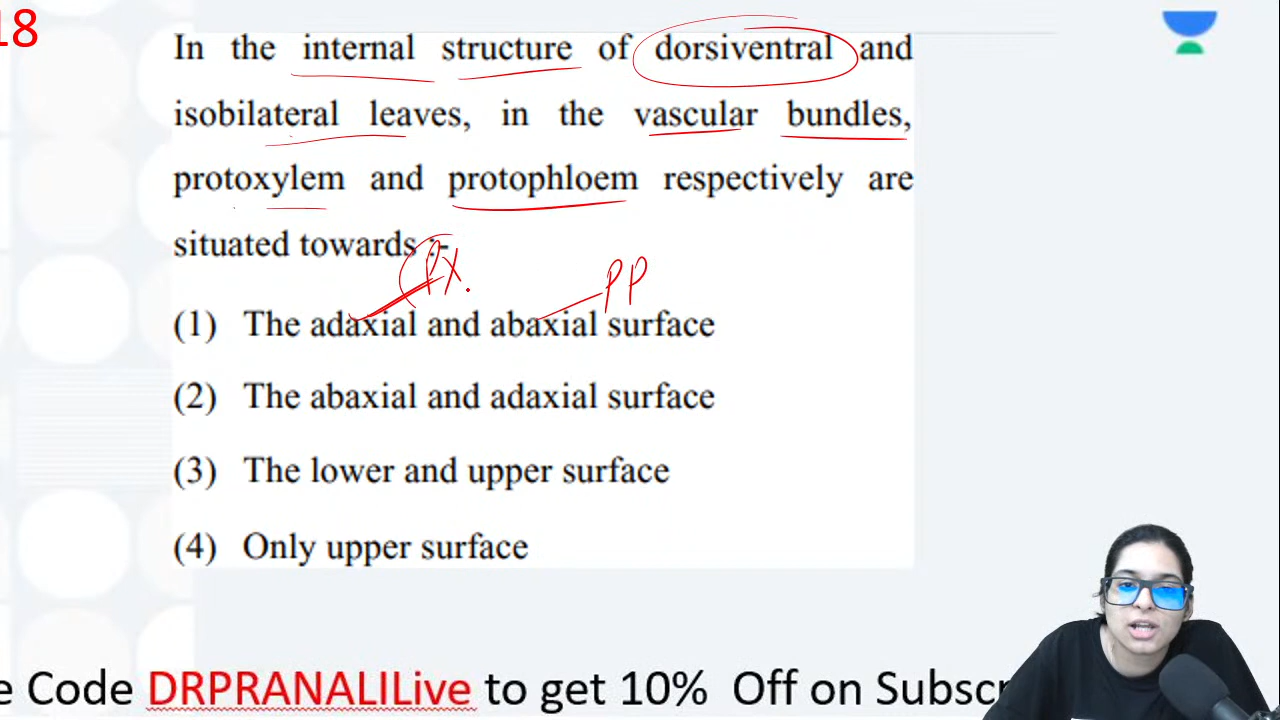 18
In the internal structure of dorsiventral and
isobilateral leaves, in the vascular bundles,
protoxylem and protophloem respectively are
situated towards :-
PX.
PP
(1) The adaxial and abaxial surface
(2) The abaxial and adaxial surface
(3) The lower and upper surface
(4) Only upper surface
e Code DRPRANALILive to get 10% Off on Subscr